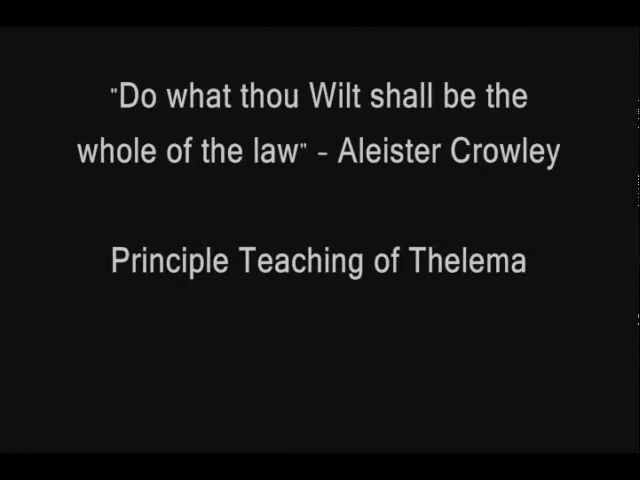 "Do what thou Wilt shall be the
whole of the law" - Aleister Crowley
Principle Teaching of Thelema